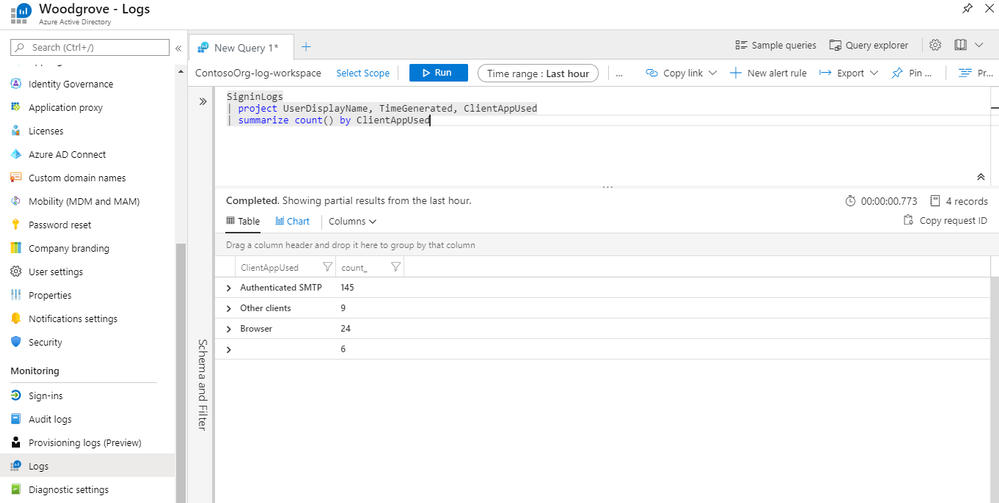 Woodgrove - Logs
Azure Active Directory
Search (Ctrl+/)
«
Identity Governance
Application proxy
Licenses
Azure AD Connect
Custom domain names
Mobility (MDM and MAM)
Password reset
Company branding
User settings
Properties
Notifications settings
Security
Monitoring
Sign-ins
Audit logs
Provisioning logs (Preview)
Logs
Diagnostic settings
New Query 1*
+
Sample queries
Query explorer
ContosoOrg-log-workspace
Select Scope
Run
Time range : Last hour
...
Copy link
New alert rule
Export
Pin ...
Pr...
SigninLogs
| project UserDisplayName, TimeGenerated, ClientAppUsed
| summarize count() by ClientAppUsed
...
Completed. Showing partial results from the last hour.
00:00:00.773
4 records
Table
Chart
Columns
Copy request ID
Drag a column header and drop it here to group by that column
ClientAppUsed
count_
Authenticated SMTP 145
Other clients 9
Browser 24
6
Schema and Filter